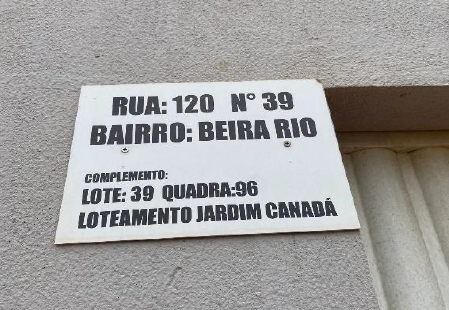 RUA: 120 N° 39
BAIRRO: BEIRA RIO
COMPLEMENTO:
LOTE: 39 QUADRA:96
LOTEAMENTO JARDIM CANADÁ